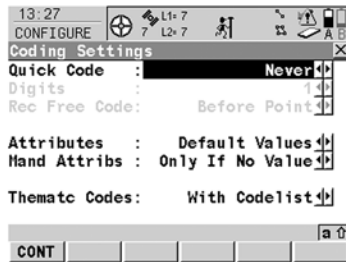 13:27
CONFIGURE
7
L1= 7
L2= 7
A B
Coding Settings
Quick Code : Never
Digits : 1
Rec Free Code: Before Point
Attributes : Default Values
Mand Attribs : Only If No Value
Thematc Codes: With Codelist
a
CONT